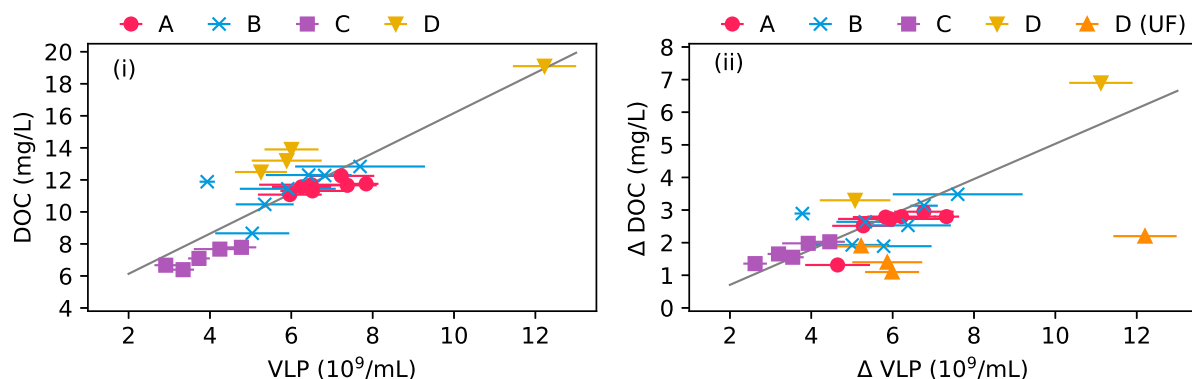 A B C D
(i)
20
18
16
14
12
10
8
6
4
DOC (mg/L)
2 4 6 8 10 12
VLP (10⁹/mL)
A B C D D (UF)
(ii)
8
7
6
5
4
3
2
1
0
Δ DOC (mg/L)
2 4 6 8 10 12
Δ VLP (10⁹/mL)